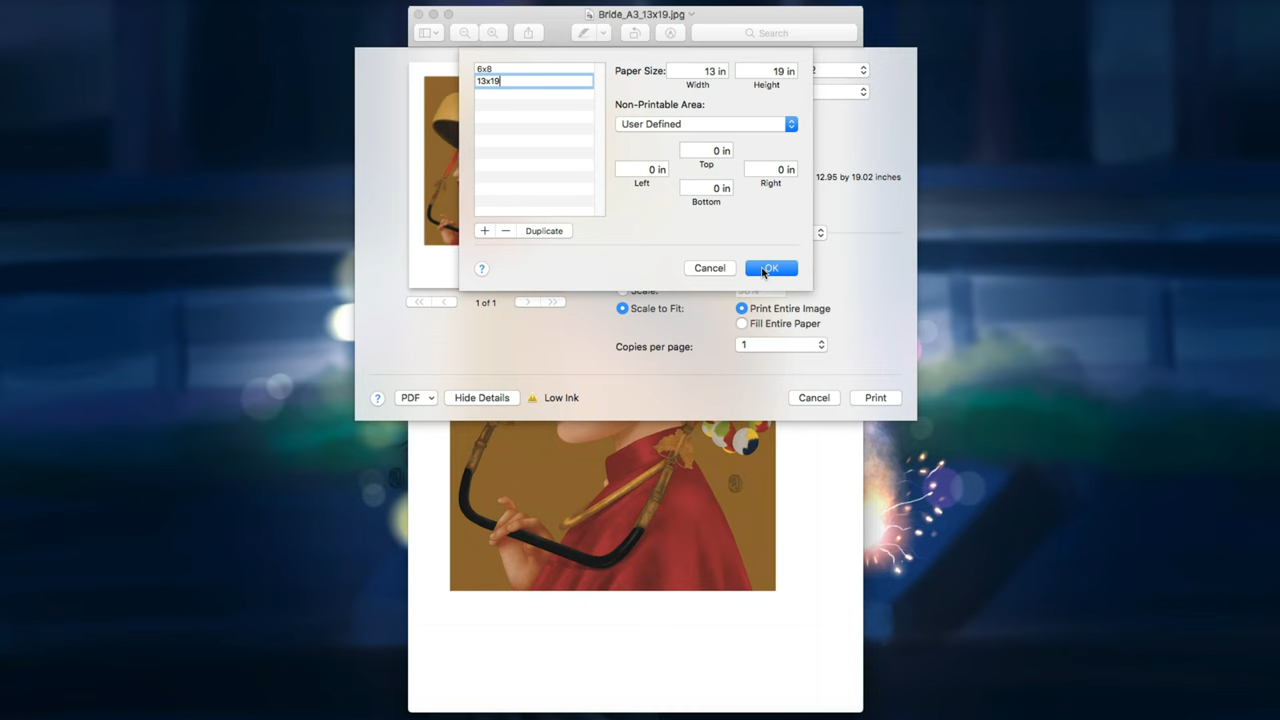 Bride_A3_13x19.jpg
Search
6x8
13x19
Paper Size:
13 in
19 in
Width
Height
2
Non-Printable Area:
User Defined
0 in
Top
0 in
0 in
Left
Right
0 in
Bottom
12.95 by 19.02 inches
+
−
Duplicate
?
Cancel
OK
1 of 1
Scale:
Scale to Fit:
Print Entire Image
Fill Entire Paper
Copies per page:
1
?
PDF
Hide Details
Low Ink
Cancel
Print